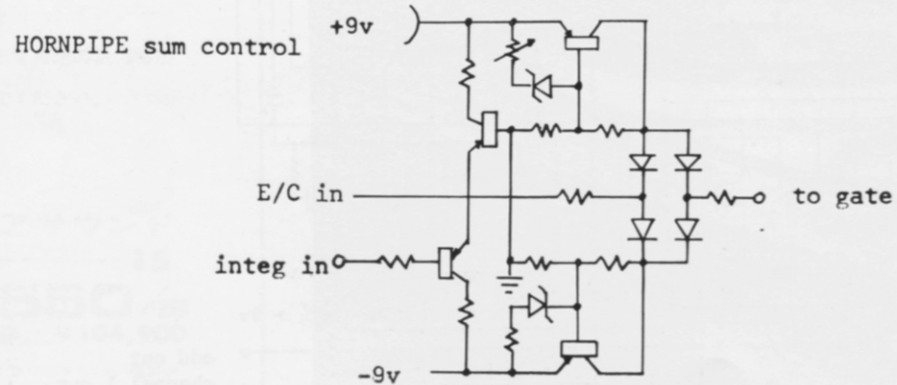 +9v
HORNPIPE sum control
E/C in
to gate
integ in
-9v